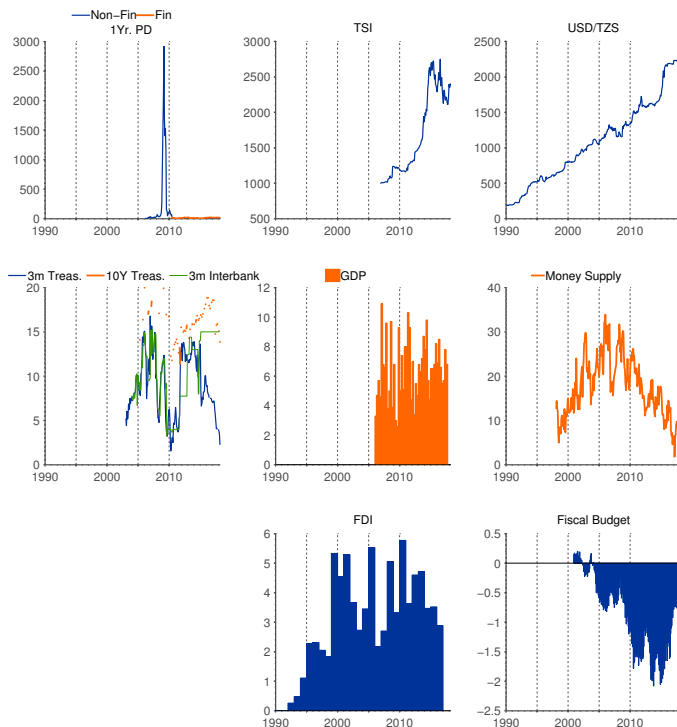 Non−Fin Fin
1Yr. PD
TSI
USD/TZS
3000
2500
2000
1500
1000
500
0
1990 2000 2010
3000
2500
2000
1500
1000
500
1990 2000 2010
2500
2000
1500
1000
500
0
1990 2000 2010
3m Treas. 10Y Treas. 3m Interbank
GDP
Money Supply
20
15
10
5
0
1990 2000 2010
12
10
8
6
4
2
0
1990 2000 2010
40
30
20
10
0
1990 2000 2010
FDI
Fiscal Budget
6
5
4
3
2
1
0
1990 2000 2010
0.5
0
−0.5
−1
−1.5
−2
−2.5
1990 2000 2010